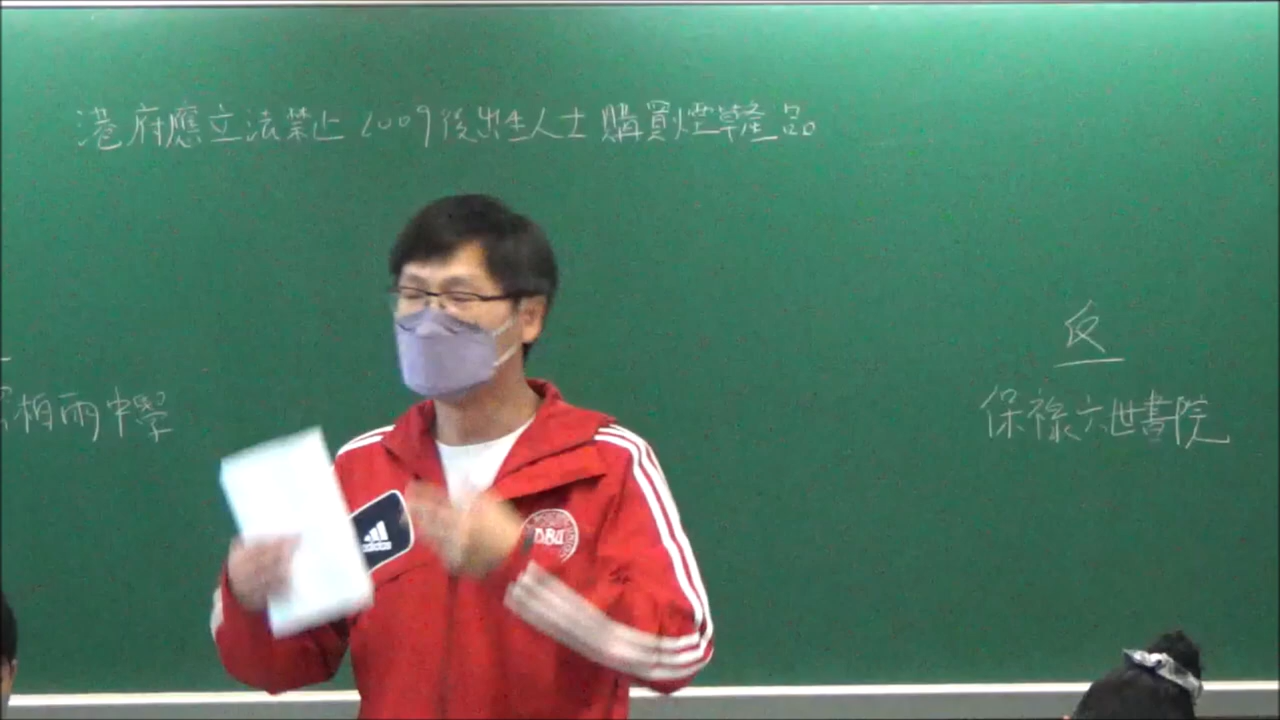 港府應立法禁止2009後出生人士購買煙草產品
反
柏雨中學
保祿六世書院
adidas
DBU